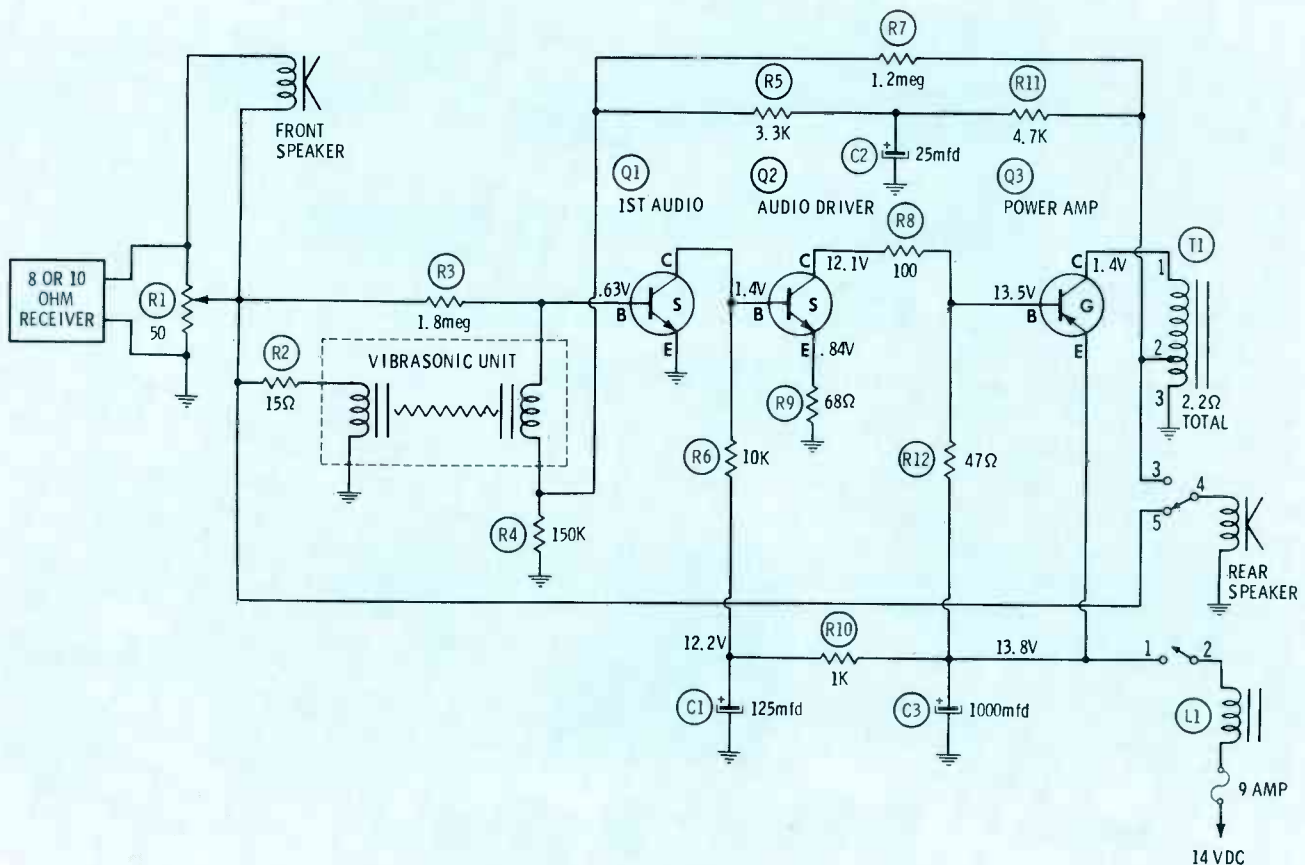 R7
1.2meg
R5
3.3K
R11
4.7K
C2
+
25mfd
FRONT
SPEAKER
Q1
1ST AUDIO
Q2
AUDIO DRIVER
Q3
POWER AMP
R8
100
T1
8 OR 10
OHM
RECEIVER
R1
50
R3
1.8meg
.63V
B
C
S
E
1.4V
B
C
S
E
12.1V
.84V
13.5V
B
C
G
E
1.4V
1
2
3
2.2Ω
TOTAL
R2
15Ω
VIBRASONIC UNIT
R9
68Ω
R6
10K
R12
47Ω
R4
150K
3
4
5
REAR
SPEAKER
12.2V
R10
1K
13.8V
1
2
C1
+
125mfd
C3
+
1000mfd
L1
9 AMP
14 VDC